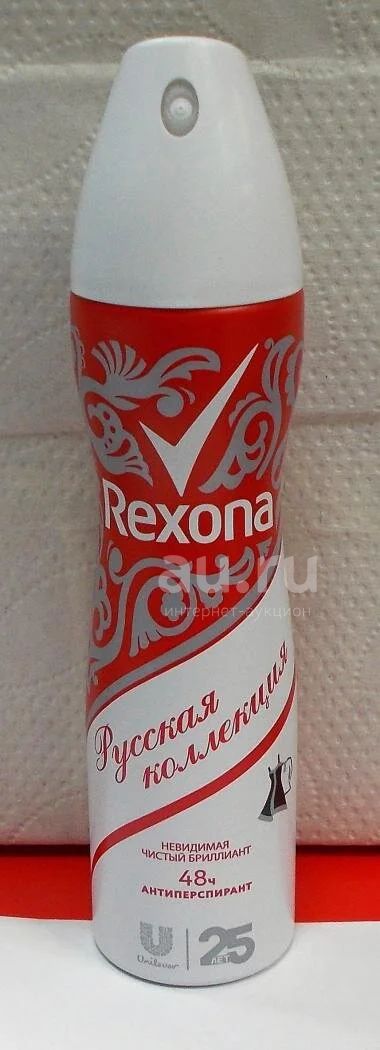 Rexona
au.ru
интернет-аукцион
Русская
коллекция
НЕВИДИМАЯ
ЧИСТЫЙ БРИЛЛИАНТ
48ч
АНТИПЕРСПИРАНТ
Unilever
25
ЛЕТ